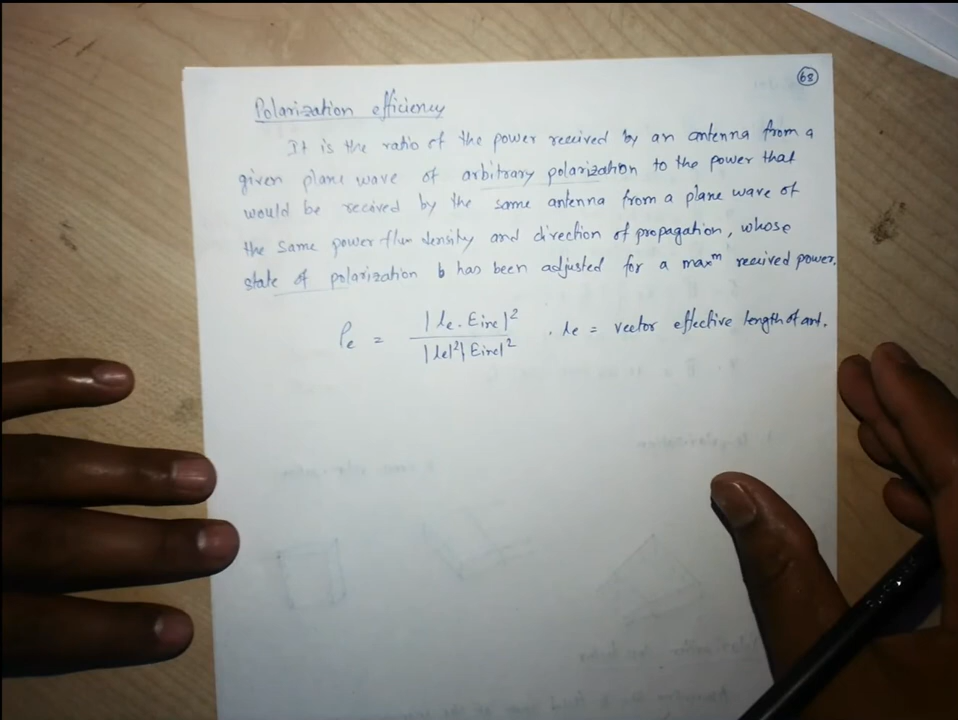 68
Polarization efficiency
It is the ratio of the power received by an antenna from a
given plane wave of arbitrary polarization to the power that
would be recived by the same antenna from a plane wave of
the same power flux density and direction of propagation, whose
state of polarization b has been adjusted for a maxᵐ received power.
Pe = |le . Einc|² / |le|²|Einc|² . le = vector effective length of ant.